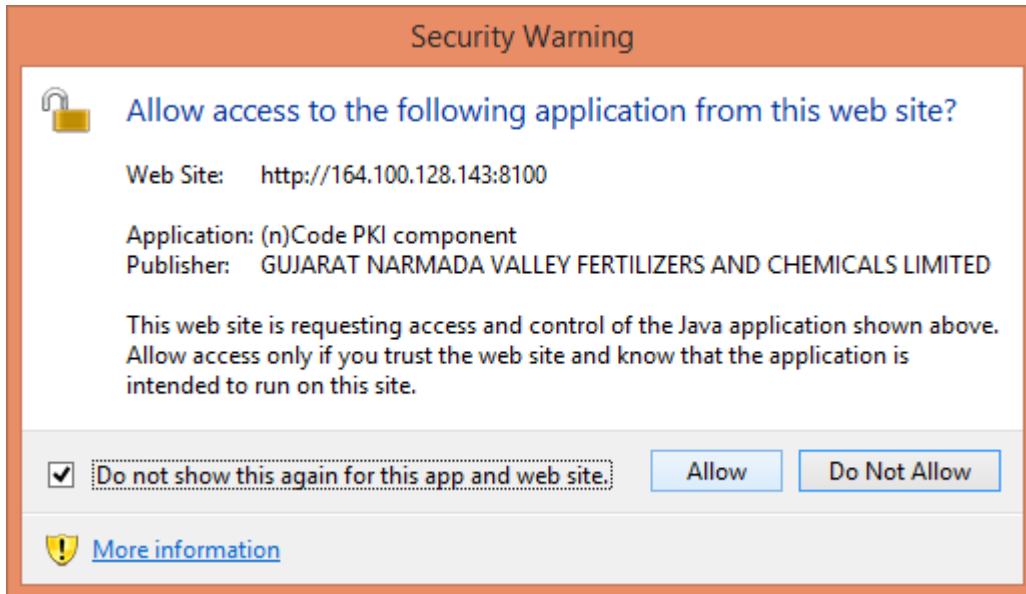 Security Warning
Allow access to the following application from this web site?
Web Site: http://164.100.128.143:8100
Application: (n)Code PKI component
Publisher: GUJARAT NARMADA VALLEY FERTILIZERS AND CHEMICALS LIMITED
This web site is requesting access and control of the Java application shown above.
Allow access only if you trust the web site and know that the application is
intended to run on this site.
Do not show this again for this app and web site.
Allow
Do Not Allow
More information